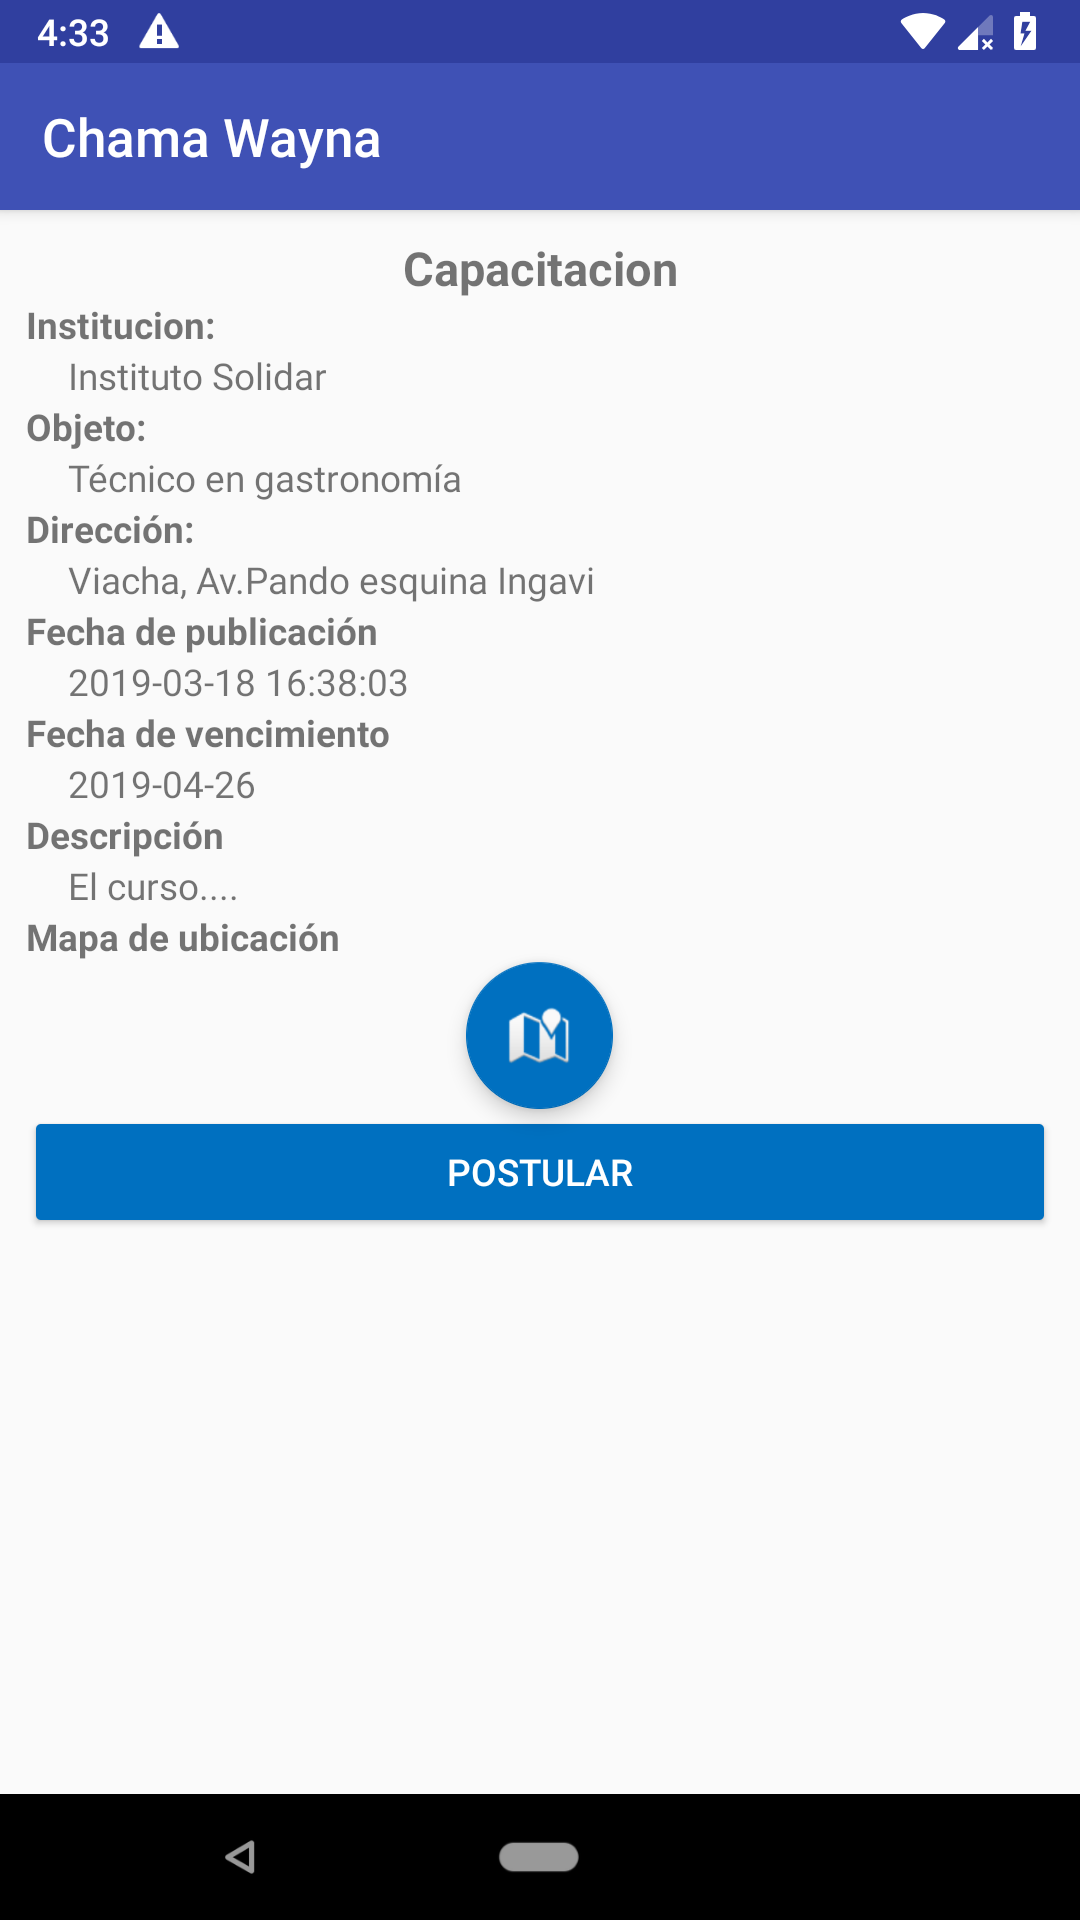 4:33
Chama Wayna
Capacitacion
Institucion:
Instituto Solidar
Objeto:
Técnico en gastronomía
Dirección:
Viacha, Av.Pando esquina Ingavi
Fecha de publicación
2019-03-18 16:38:03
Fecha de vencimiento
2019-04-26
Descripción
El curso....
Mapa de ubicación
POSTULAR